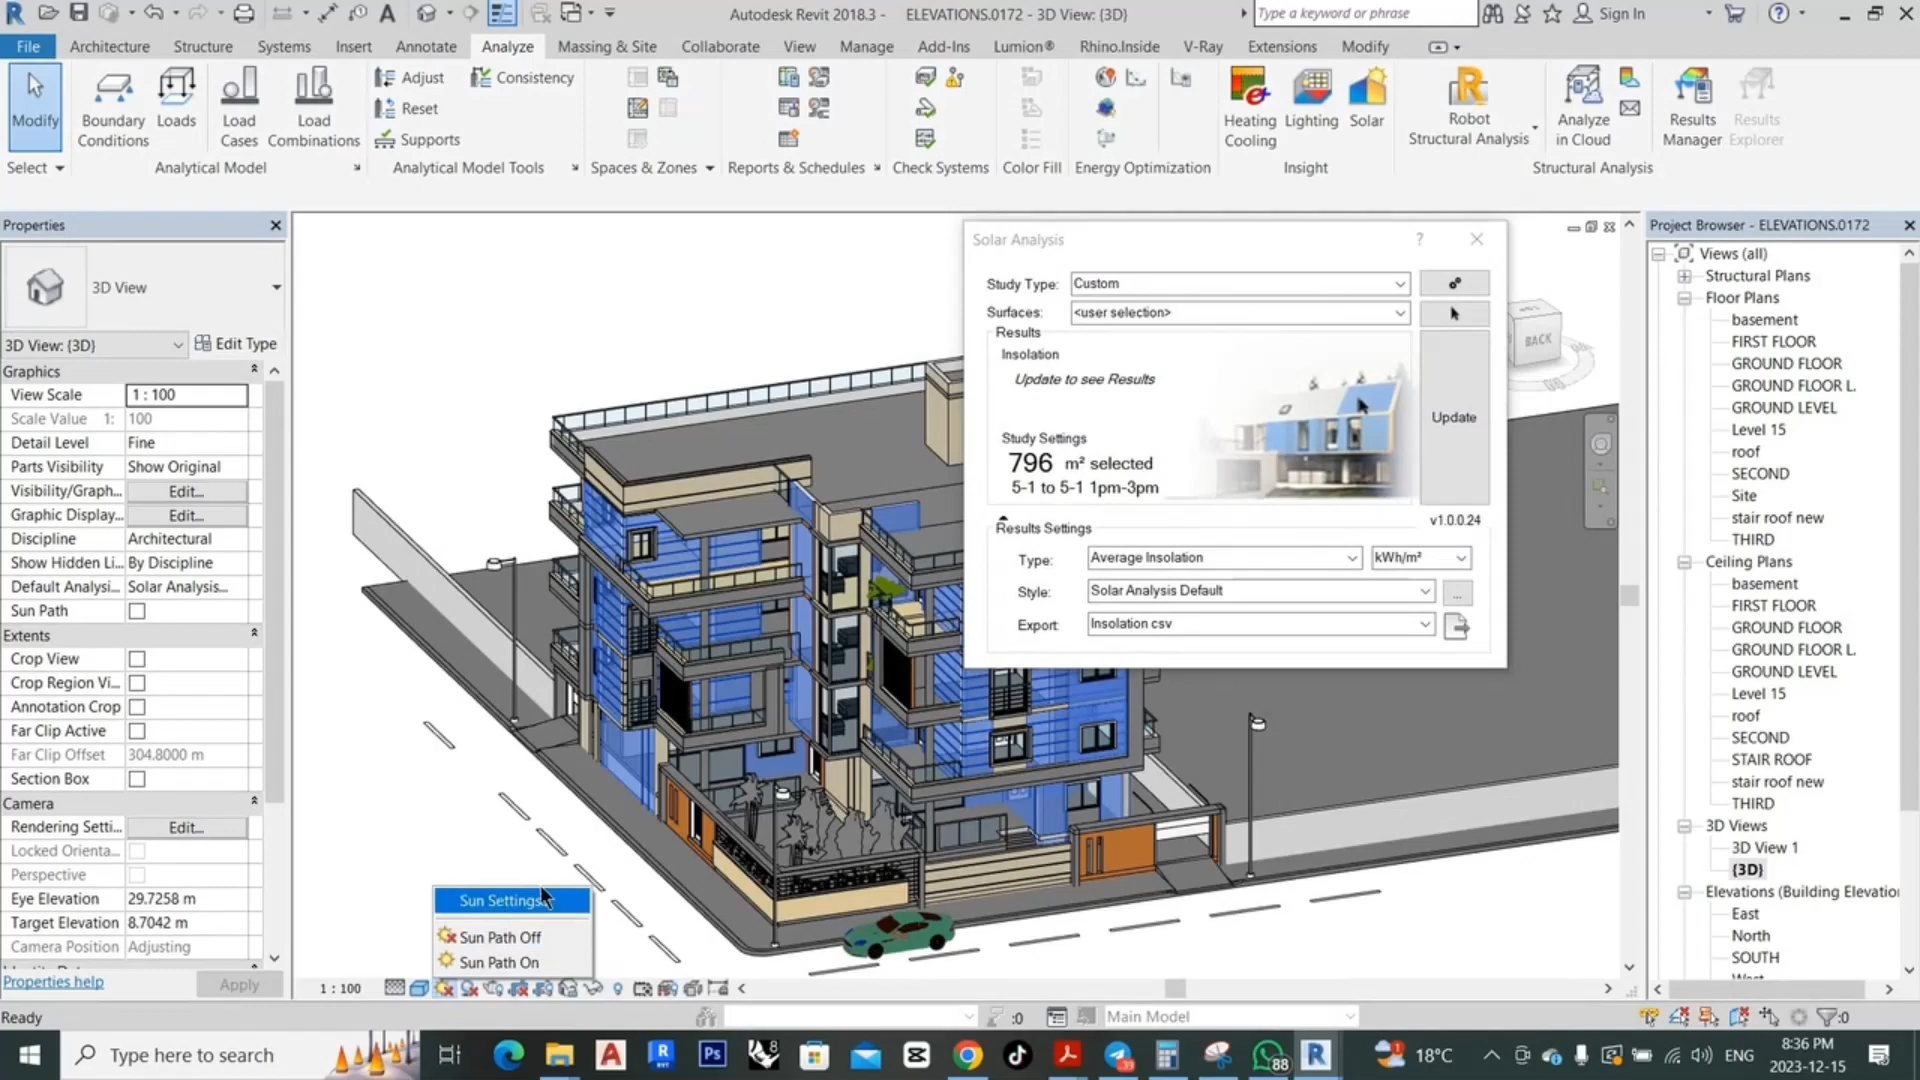 Autodesk Revit 2018.3 -    ELEVATIONS.0172 - 3D View: {3D}
Type a keyword or phrase
Sign In
File
Architecture
Structure
Systems
Insert
Annotate
Analyze
Massing & Site
Collaborate
View
Manage
Add-Ins
Lumion®
Rhino.Inside
V-Ray
Extensions
Modify
Modify
Boundary Conditions
Loads
Load Cases
Load Combinations
Adjust
Reset
Supports
Consistency
Heating Cooling
Lighting
Solar
Robot Structural Analysis
Analyze in Cloud
Results Manager
Results Explorer
Select
Analytical Model
Analytical Model Tools
Spaces & Zones
Reports & Schedules
Check Systems
Color Fill
Energy Optimization
Insight
Structural Analysis
Properties
3D View
3D View: {3D}
Edit Type
Graphics
View Scale 1 : 100
Scale Value 1: 100
Detail Level Fine
Parts Visibility Show Original
Visibility/Graph... Edit...
Graphic Display... Edit...
Discipline Architectural
Show Hidden Li... By Discipline
Default Analysi... Solar Analysis...
Sun Path
Extents
Crop View
Crop Region Vi...
Annotation Crop
Far Clip Active
Far Clip Offset 304.8000 m
Section Box
Camera
Rendering Setti... Edit...
Locked Orienta...
Perspective
Eye Elevation 29.7258 m
Target Elevation 8.7042 m
Camera Position Adjusting
Properties help
Apply
Solar Analysis
?
Study Type: Custom
Surfaces: <user selection>
Results
Insolation
Update to see Results
Study Settings
796 m² selected
5-1 to 5-1 1pm-3pm
Update
v1.0.0.24
Results Settings
Type: Average Insolation kWh/m²
Style: Solar Analysis Default ...
Export: Insolation csv
BACK
Sun Settings
Sun Path Off
Sun Path On
1 : 100
Project Browser - ELEVATIONS.0172
Views (all)
Structural Plans
Floor Plans
basement
FIRST FLOOR
GROUND FLOOR
GROUND FLOOR L.
GROUND LEVEL
Level 15
roof
SECOND
Site
stair roof new
THIRD
Ceiling Plans
basement
FIRST FLOOR
GROUND FLOOR
GROUND FLOOR L.
GROUND LEVEL
Level 15
roof
SECOND
STAIR ROOF
stair roof new
THIRD
3D Views
3D View 1
{3D}
Elevations (Building Elevation
East
North
SOUTH
West
Ready
:0
Main Model
:0
Type here to search
88
18°C
ENG
8:36 PM
2023-12-15